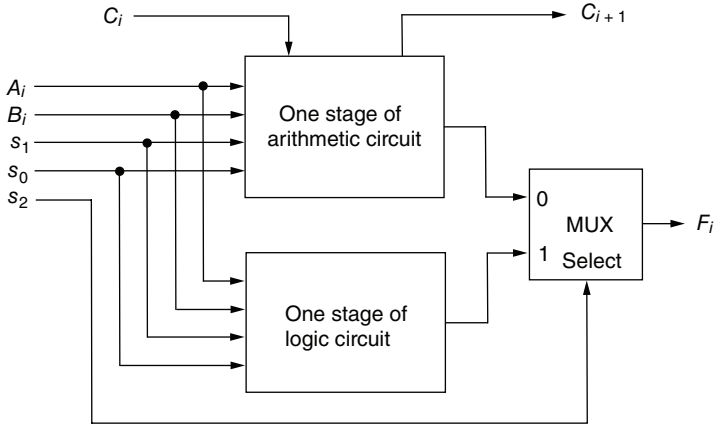 C_i
C_{i+1}
A_i
B_i
s_1
s_0
s_2
One stage of
arithmetic circuit
0
MUX
1
Select
F_i
One stage of
logic circuit